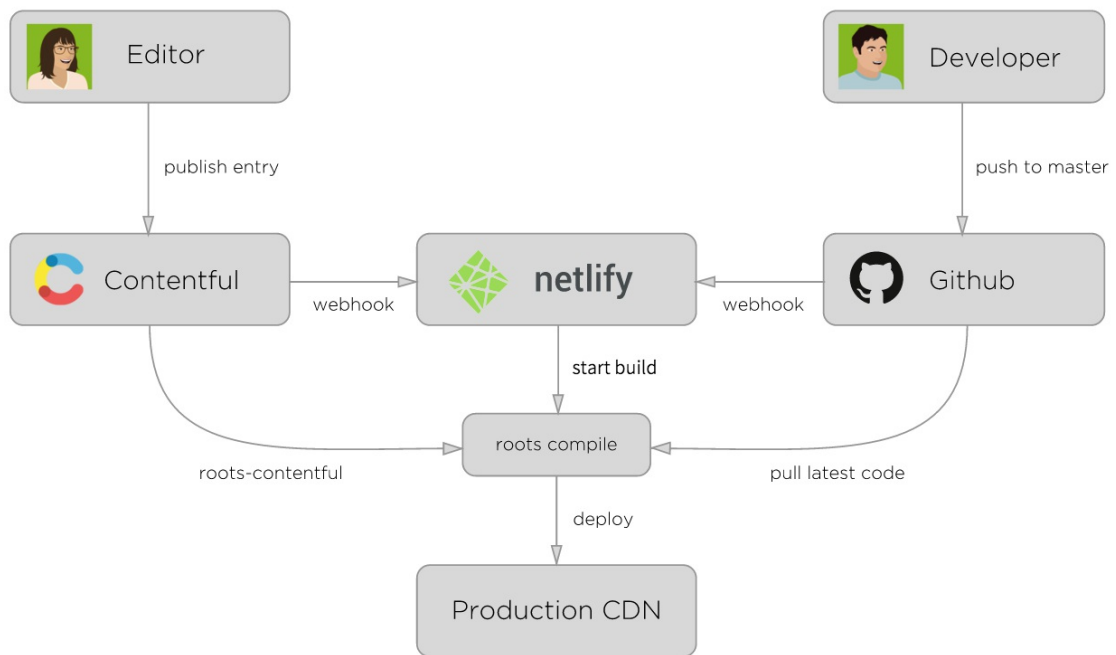 Editor
Developer
publish entry
push to master
Contentful
netlify
Github
webhook
webhook
start build
roots compile
roots-contentful
pull latest code
deploy
Production CDN